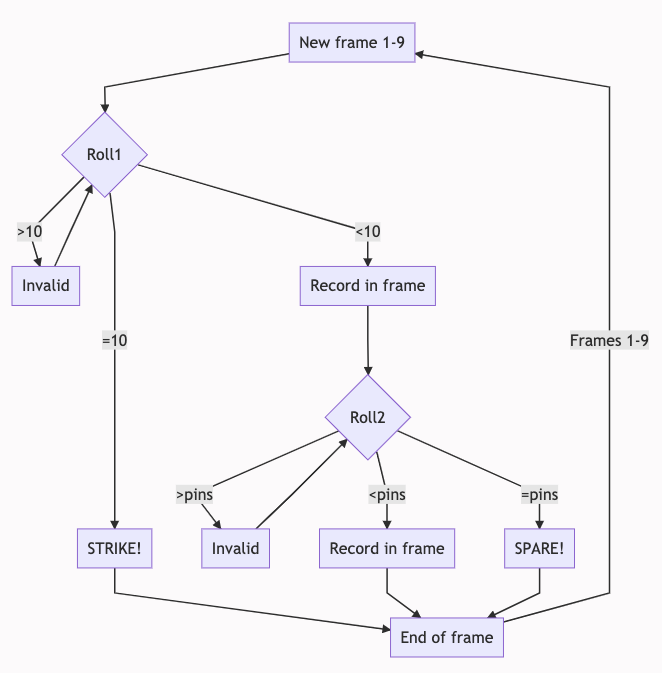 New frame 1-9
Roll1
>10
<10
Invalid
Record in frame
=10
Frames 1-9
Roll2
>pins
<pins
=pins
STRIKE!
Invalid
Record in frame
SPARE!
End of frame